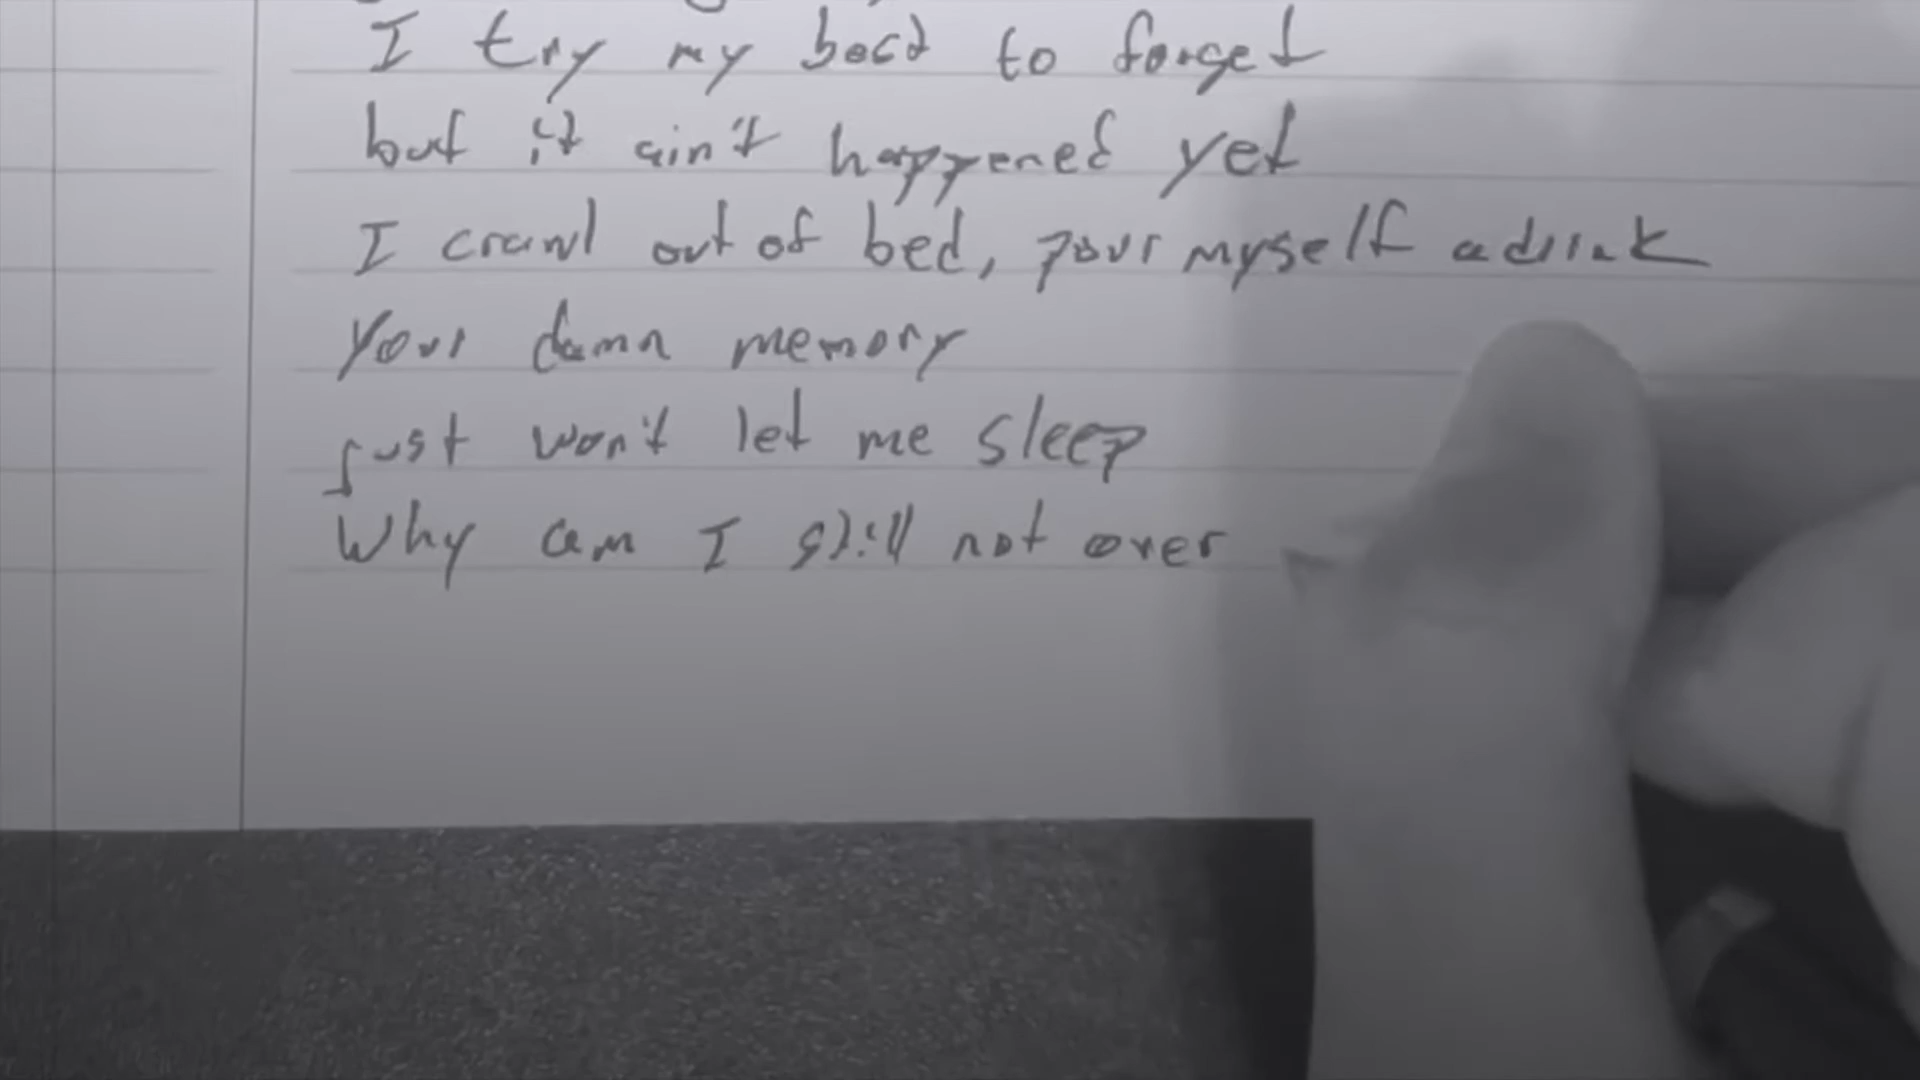 I try my best to forget
but it ain't happened yet
I crawl out of bed, pour myself a drink
Your damn memory
just won't let me sleep
Why am I still not over